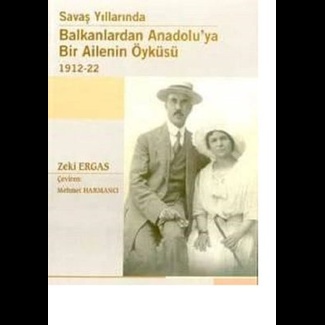 Savaş Yıllarında
Balkanlardan Anadolu'ya
Bir Ailenin Öyküsü
1912-22
Zeki ERGAS
Çeviren:
Mehmet HARMANCI